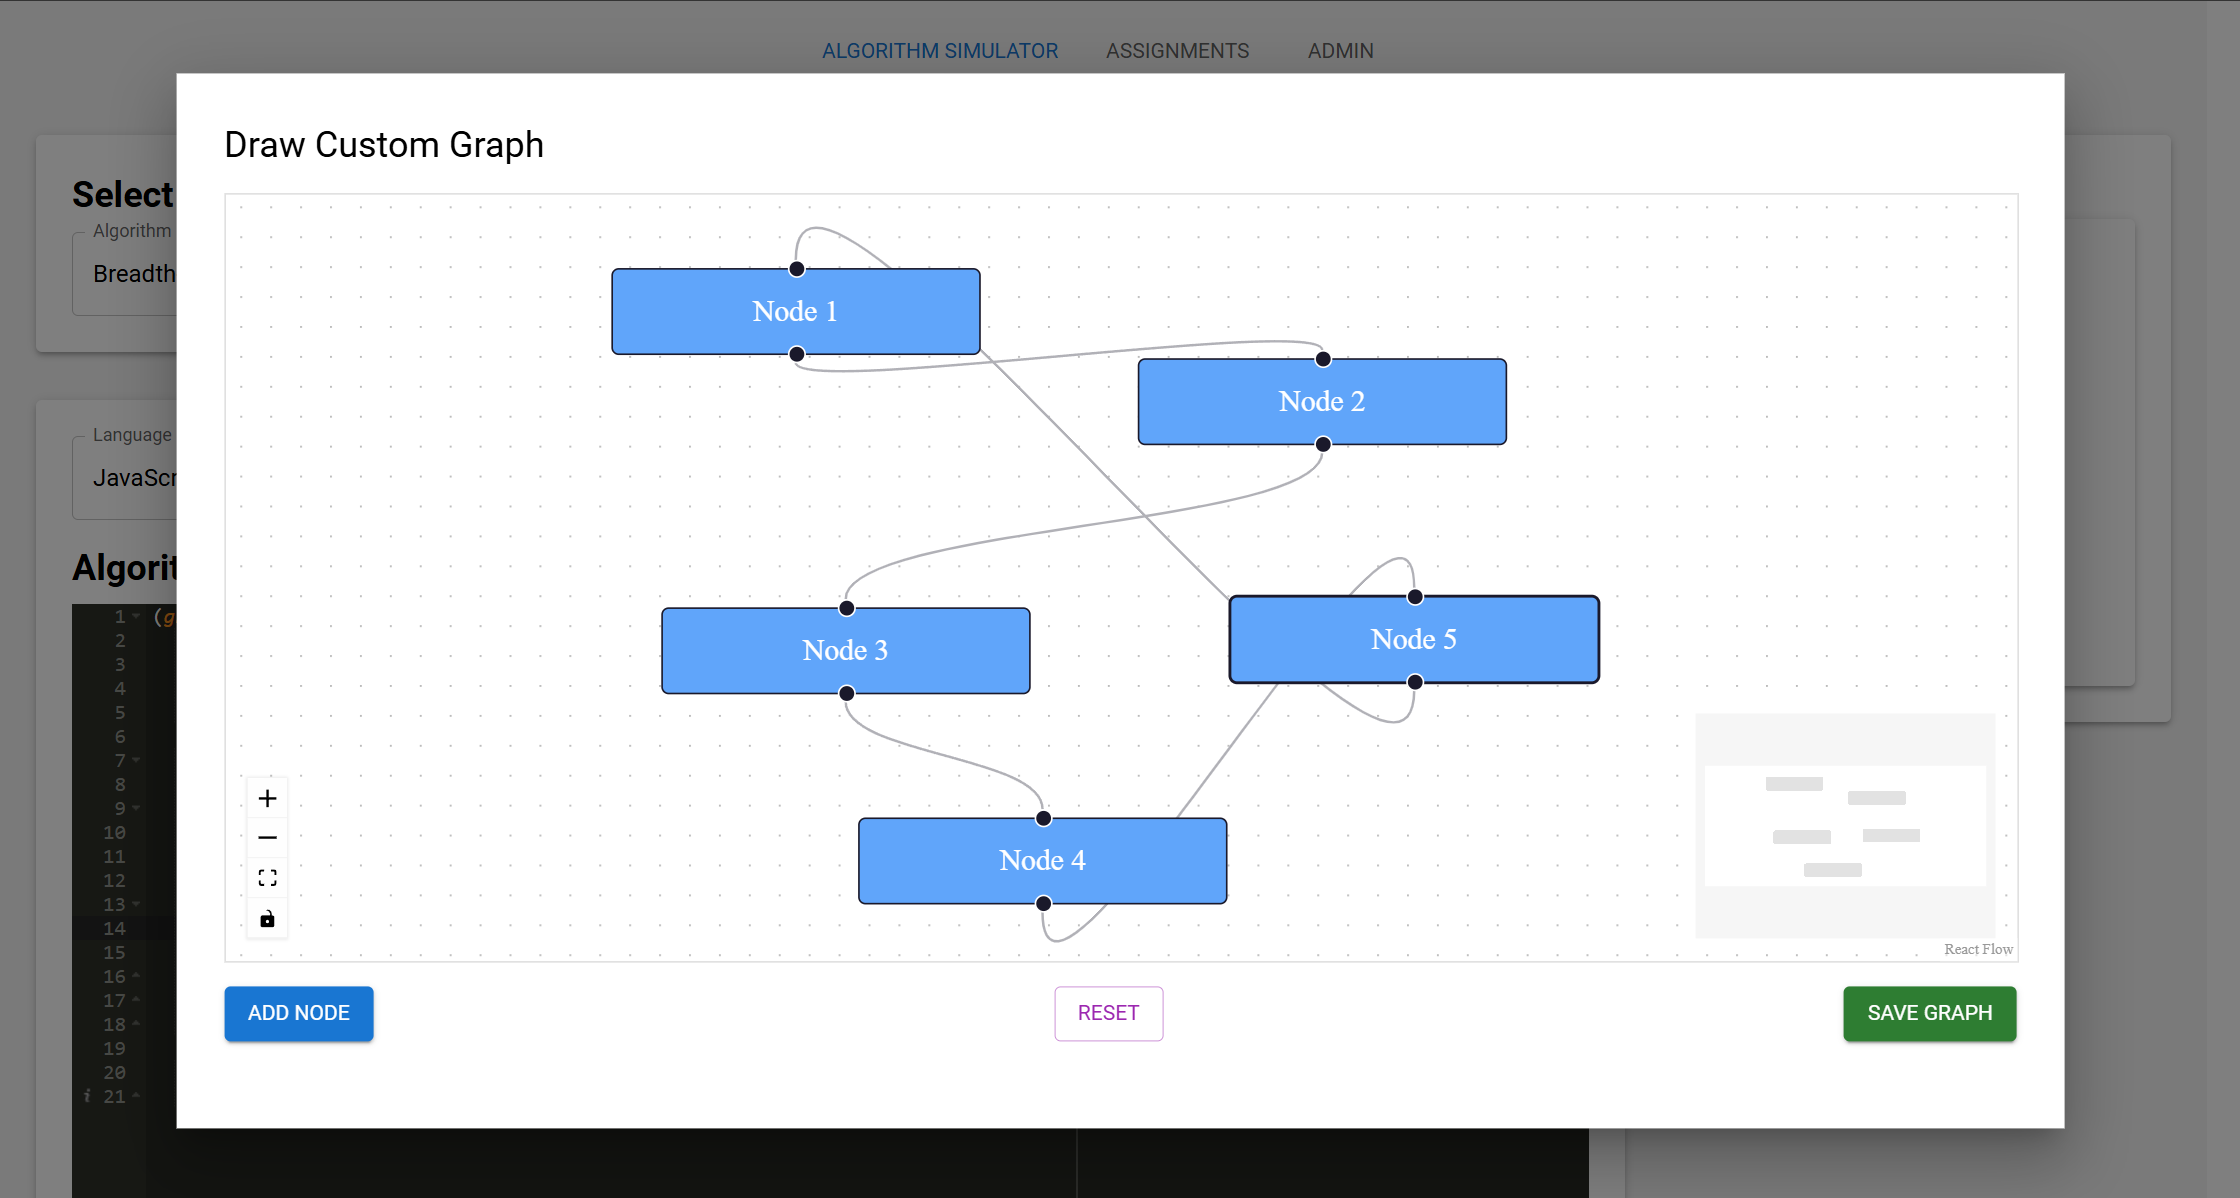 ALGORITHM SIMULATOR ASSIGNMENTS ADMIN
Draw Custom Graph
Select
Algorithm
Breadth
Language
JavaScr
Algorit
1 (g
2
3
4
5
6
7
8
9
10
11
12
13
14
15
16
17
18
19
20
i 21
Node 1
Node 2
Node 3
Node 5
Node 4
React Flow
ADD NODE RESET SAVE GRAPH